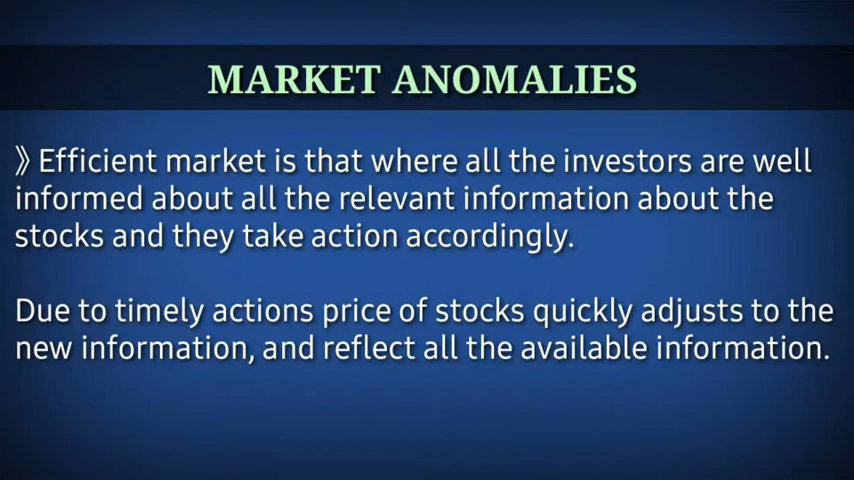 MARKET ANOMALIES
》Efficient market is that where all the investors are well
informed about all the relevant information about the
stocks and they take action accordingly.
Due to timely actions price of stocks quickly adjusts to the
new information, and reflect all the available information.